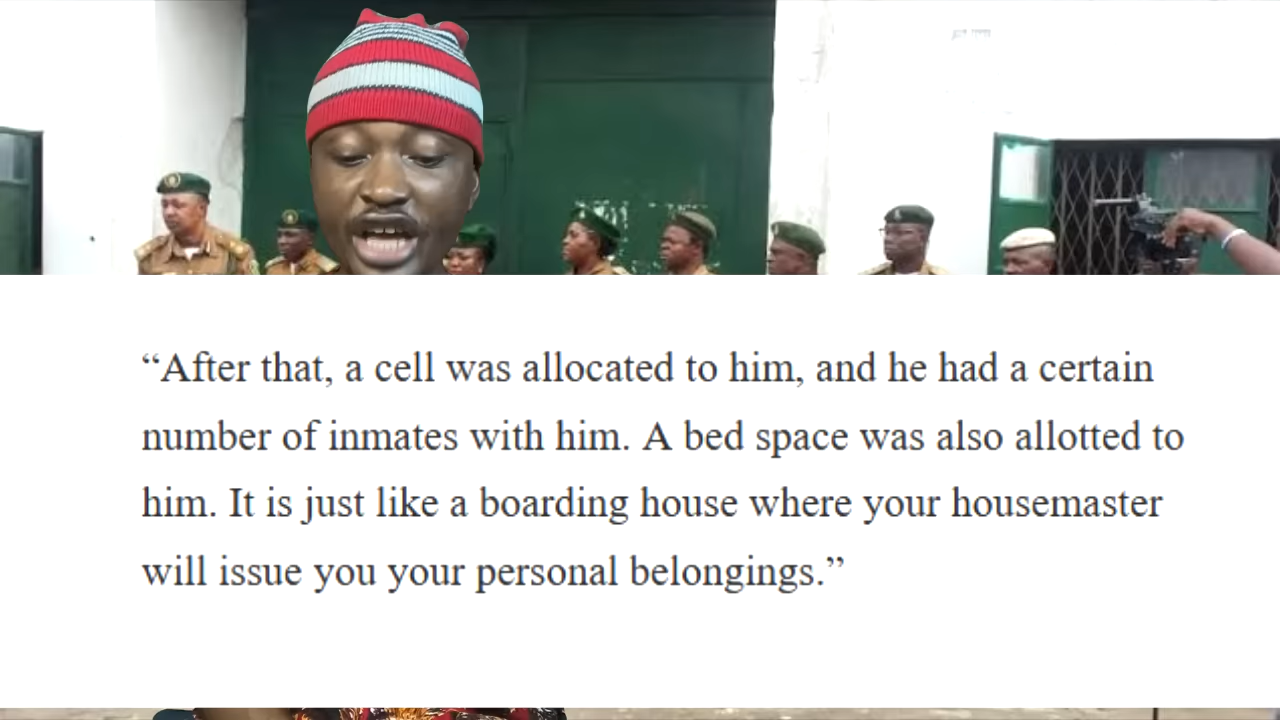 “After that, a cell was allocated to him, and he had a certain
number of inmates with him. A bed space was also allotted to
him. It is just like a boarding house where your housemaster
will issue you your personal belongings.”